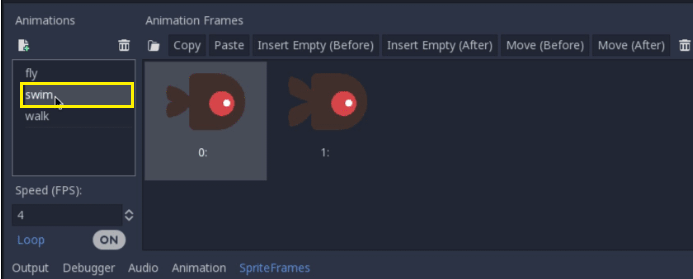 Animations
Animation Frames
Copy Paste Insert Empty (Before) Insert Empty (After) Move (Before) Move (After)
fly
swim
walk
0:
1:
Speed (FPS):
4
Loop ON
Output Debugger Audio Animation SpriteFrames